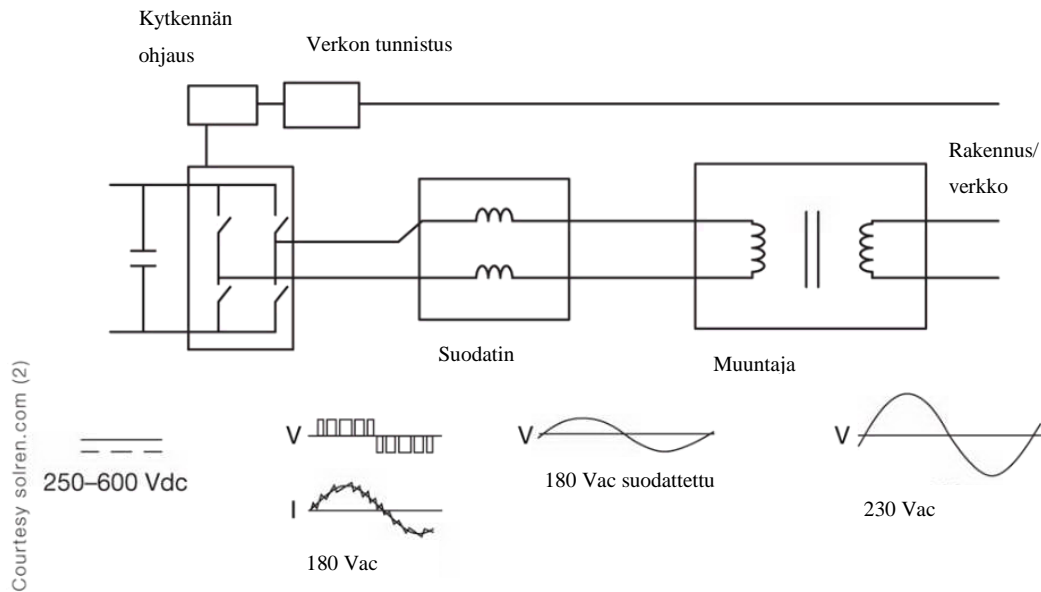 Kytkennän
ohjaus
Verkon tunnistus
Rakennus/
verkko
Suodatin
Muuntaja
Courtesy solren.com (2)
250–600 Vdc
V
I
180 Vac
V
180 Vac suodattettu
V
230 Vac